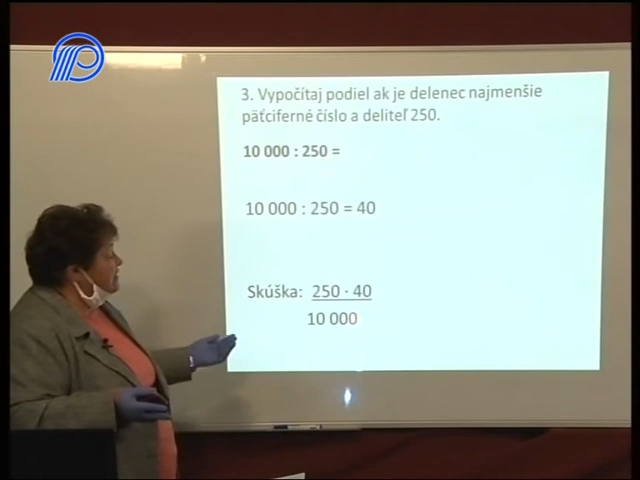 3. Vypočítaj podiel ak je delenec najmenšie
päťciferné číslo a deliteľ 250.
10 000 : 250 =
10 000 : 250 = 40
Skúška: 250 · 40
10 000